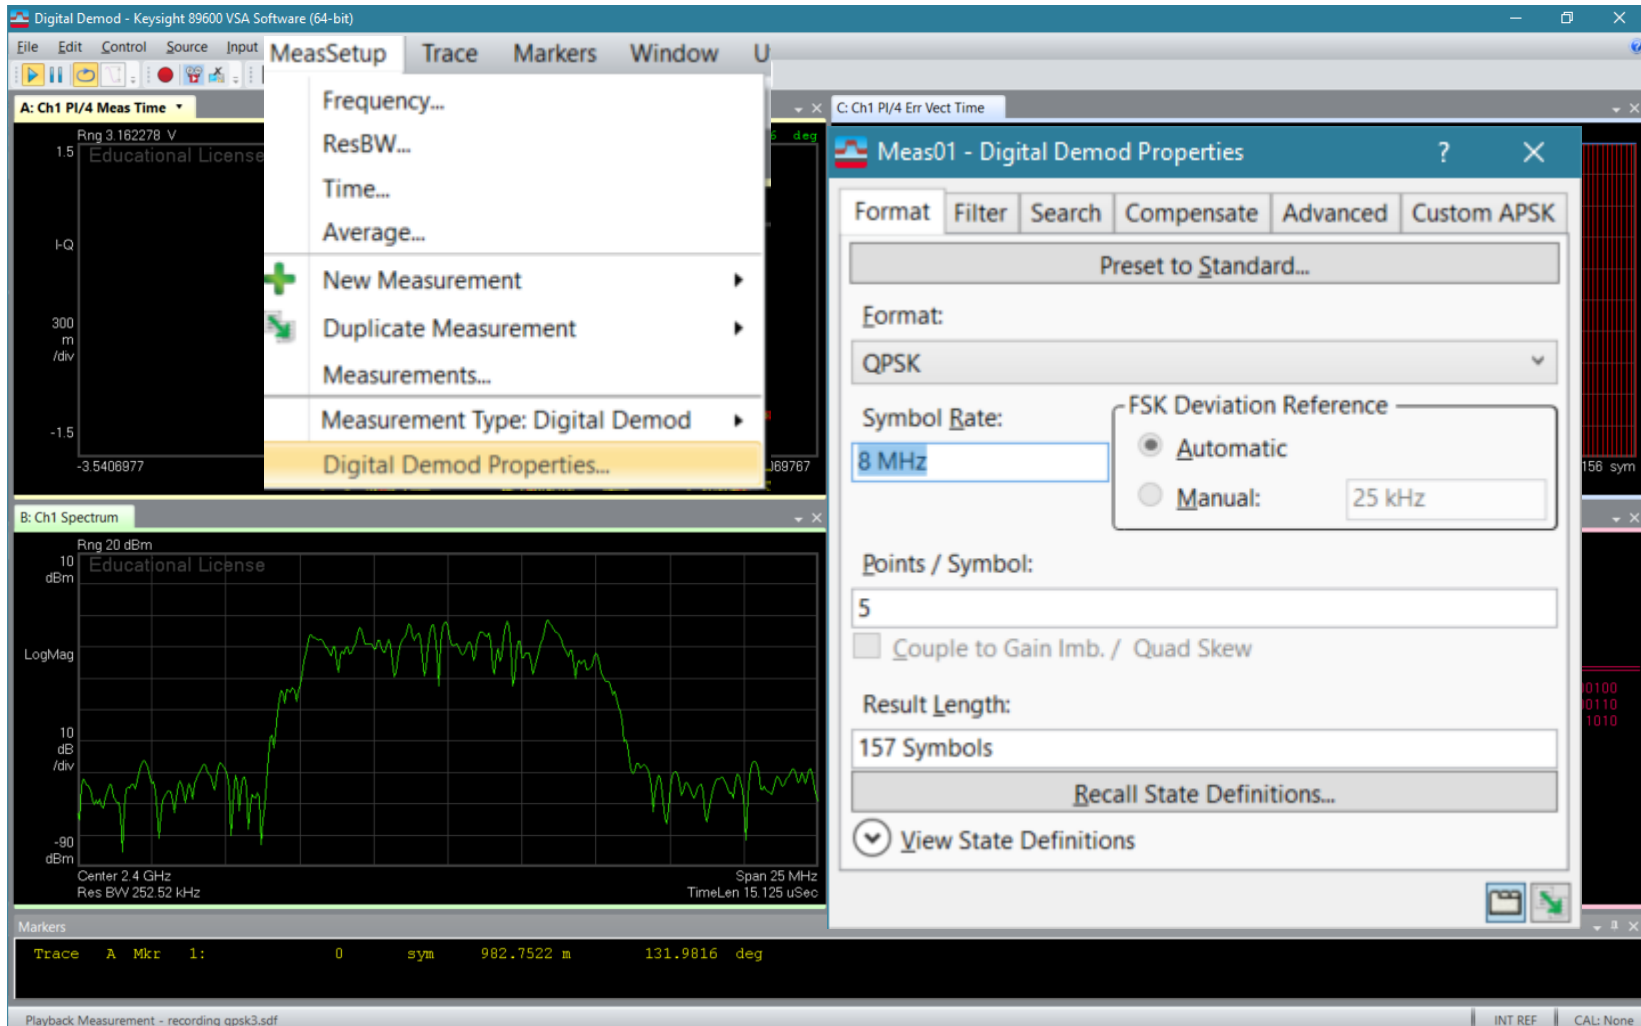 Digital Demod - Keysight 89600 VSA Software (64-bit)
File Edit Control Source Input MeasSetup Trace Markers Window U
A: Ch1 PI/4 Meas Time
Rng 3.162278 V
1.5
Educational License
I-Q
300
m
/div
-1.5
-3.5406977
deg
69767
Frequency...
ResBW...
Time...
Average...
New Measurement
Duplicate Measurement
Measurements...
Measurement Type: Digital Demod
Digital Demod Properties...
B: Ch1 Spectrum
Rng 20 dBm
10
dBm
Educational License
LogMag
10
dB
/div
-90
dBm
Center 2.4 GHz
Span 25 MHz
Res BW 252.52 kHz
TimeLen 15.125 uSec
C: Ch1 PI/4 Err Vect Time
156 sym
Meas01 - Digital Demod Properties ?
Format Filter Search Compensate Advanced Custom APSK
Preset to Standard...
Format:
QPSK
Symbol Rate:
8 MHz
FSK Deviation Reference
Automatic
Manual: 25 kHz
Points / Symbol:
5
Couple to Gain Imb. / Quad Skew
Result Length:
157 Symbols
Recall State Definitions...
View State Definitions
0100
0110
1010
Markers
Trace A Mkr 1: 0 sym 982.7522 m 131.9816 deg
Playback Measurement - recording qpsk3.sdf
INT REF CAL: None